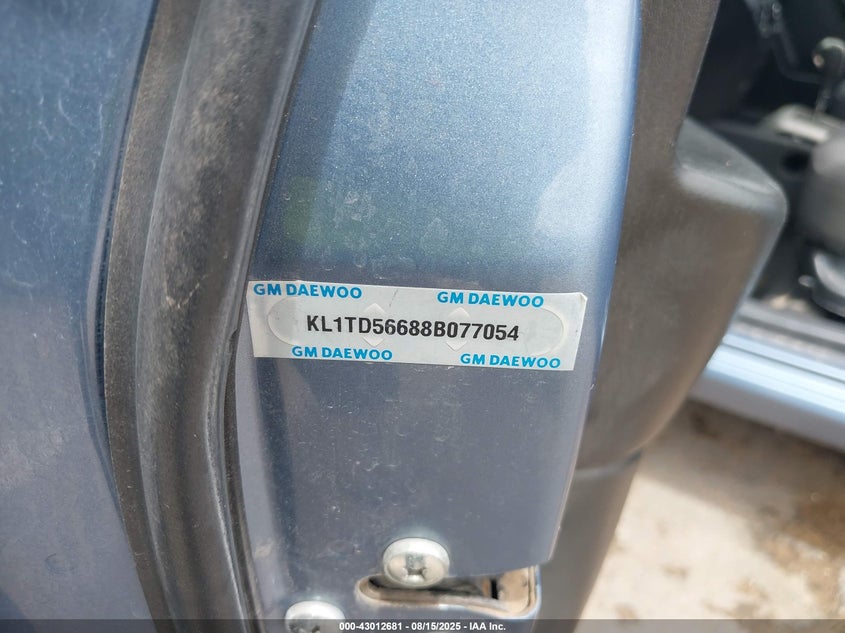 GM DAEWOO GM DAEWOO
KL1TD56688B077054
GM DAEWOO GM DAEWOO
000-43012681 - 08/15/2025 - IAA Inc.